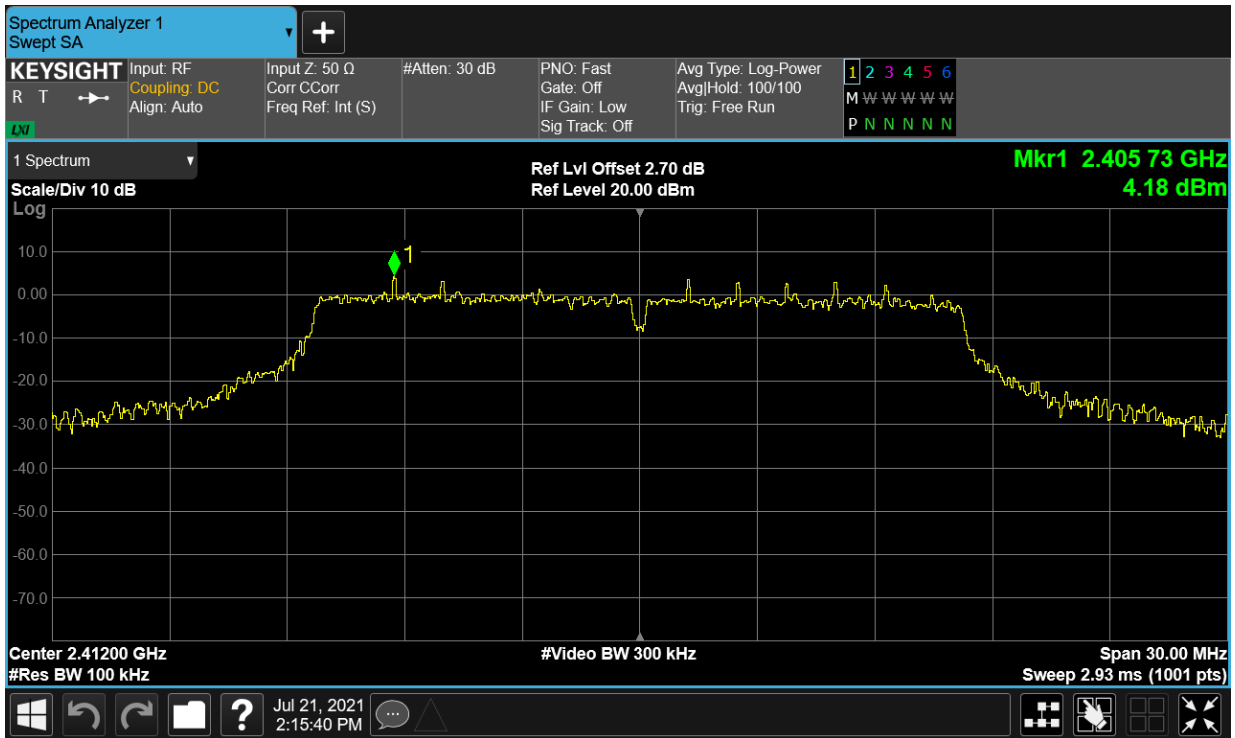 Spectrum Analyzer 1
Swept SA
+
KEYSIGHT
R T
LXI
Input: RF
Coupling: DC
Align: Auto
Input Z: 50 Ω
Corr CCorr
Freq Ref: Int (S)
#Atten: 30 dB
PNO: Fast
Gate: Off
IF Gain: Low
Sig Track: Off
Avg Type: Log-Power
Avg|Hold: 100/100
Trig: Free Run
1 2 3 4 5 6
M W W W W W
P N N N N N
1 Spectrum
Scale/Div 10 dB
Log
Ref Lvl Offset 2.70 dB
Ref Level 20.00 dBm
Mkr1 2.405 73 GHz
4.18 dBm
1
10.0
0.00
-10.0
-20.0
-30.0
-40.0
-50.0
-60.0
-70.0
Center 2.41200 GHz
#Res BW 100 kHz
#Video BW 300 kHz
Span 30.00 MHz
Sweep 2.93 ms (1001 pts)
?
Jul 21, 2021
2:15:40 PM